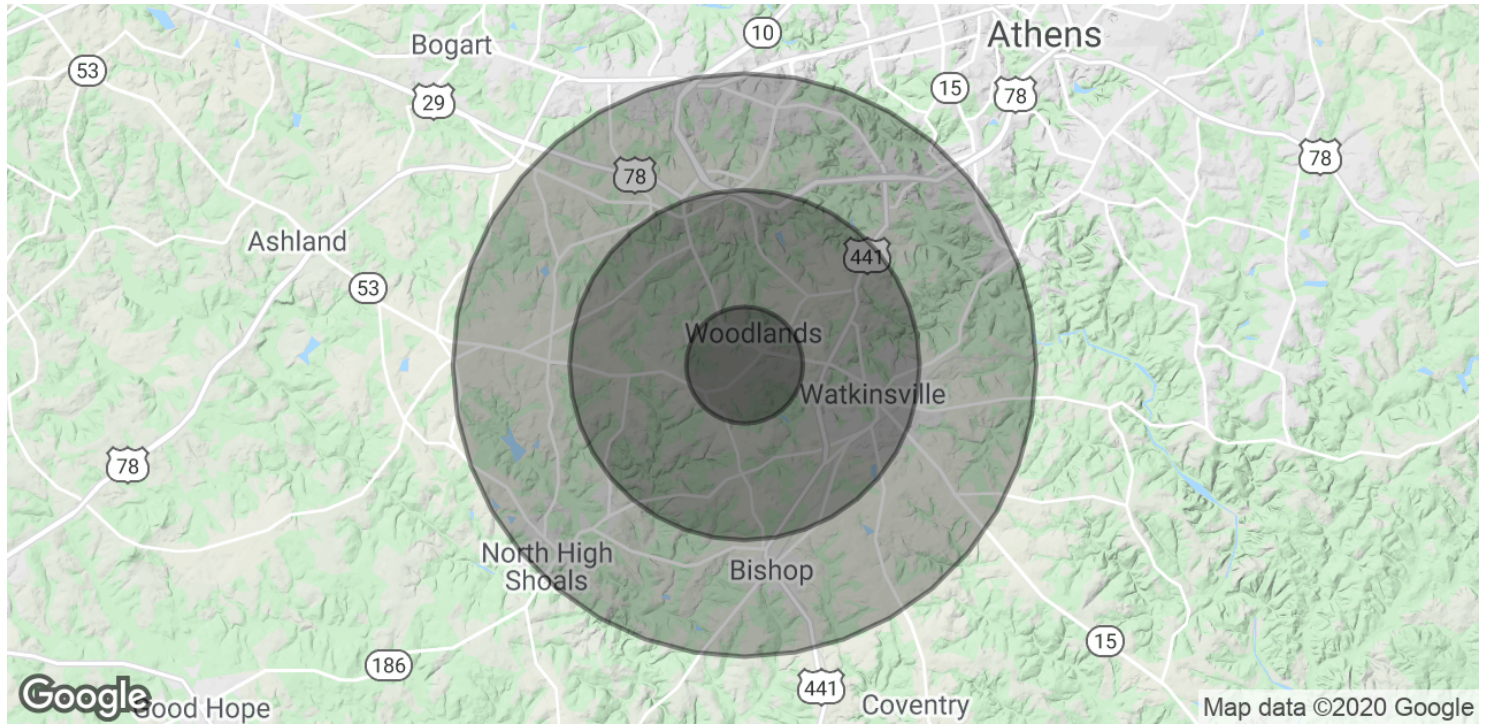 10
Athens
Bogart
53
29
15
78
78
78
Ashland
441
53
Woodlands
Watkinsville
78
North High
Shoals
Bishop
15
186
441
Google
Good Hope
Coventry
Map data ©2020 Google